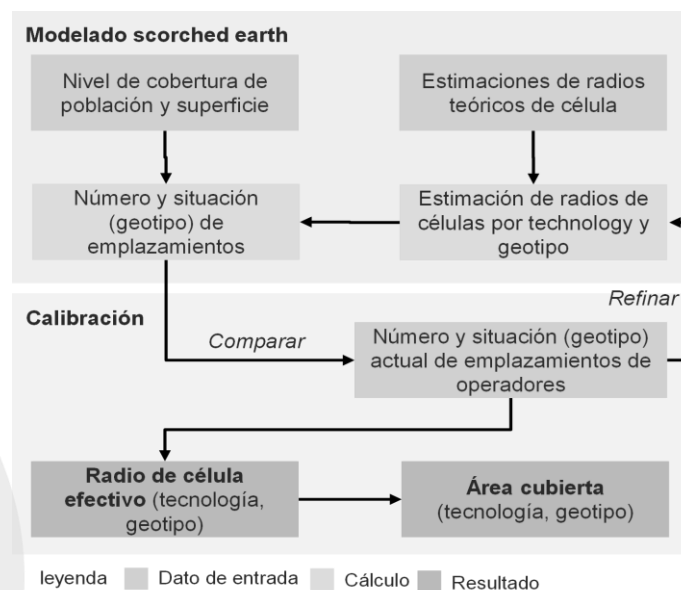 Modelado scorched earth
Nivel de cobertura de
población y superficie
Estimaciones de radios
teóricos de célula
Número y situación
(geotipo) de
emplazamientos
Estimación de radios de
células por technology y
geotipo
Refinar
Calibración
Comparar
Número y situación (geotipo)
actual de emplazamientos de
operadores
Radio de célula
efectivo (tecnología,
geotipo)
Área cubierta
(tecnología, geotipo)
leyenda Dato de entrada Cálculo Resultado